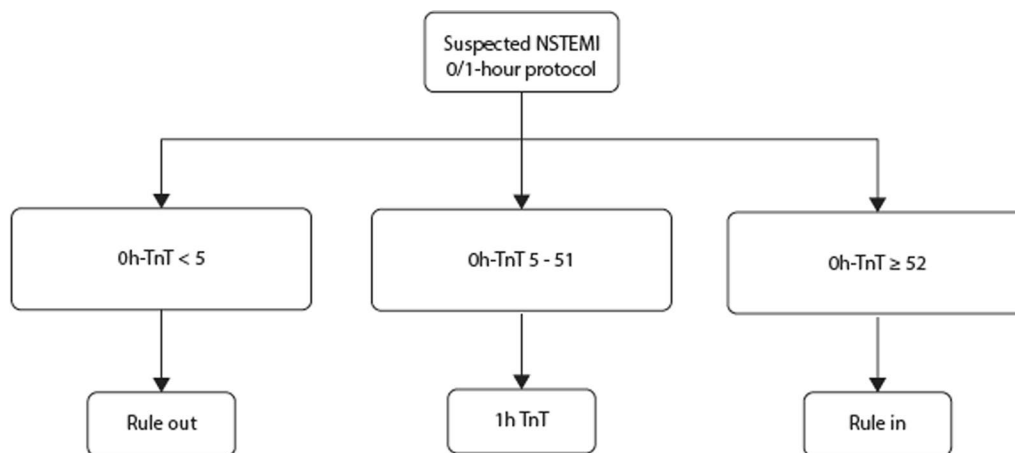 Suspected NSTEMI
0/1-hour protocol
0h-TnT < 5
0h-TnT 5 - 51
0h-TnT ≥ 52
Rule out
1h TnT
Rule in